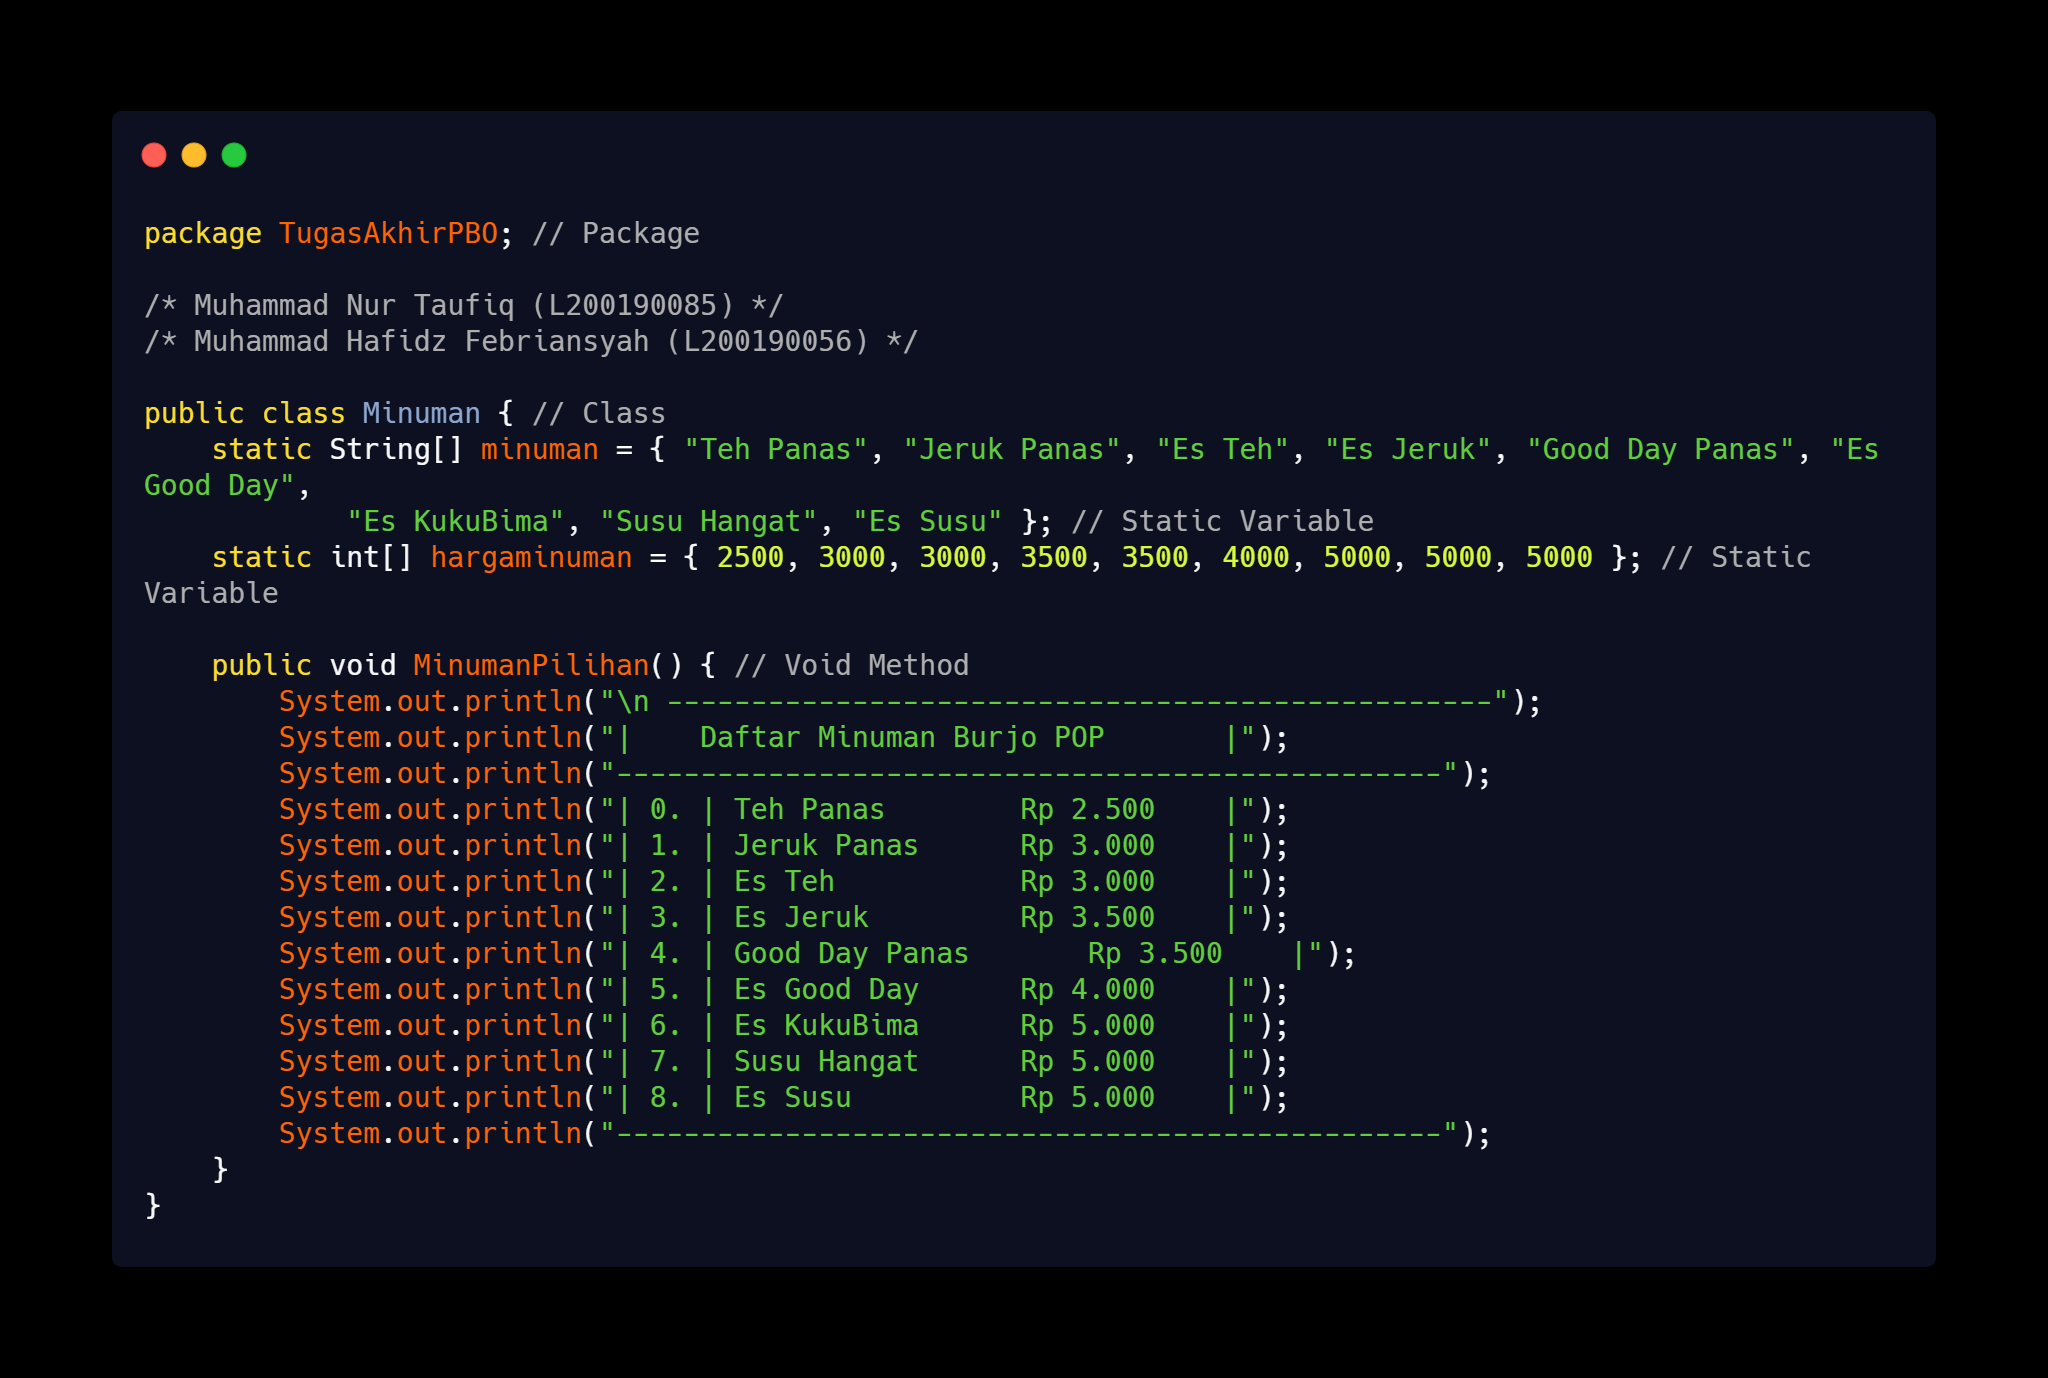 package TugasAkhirPBO; // Package

/* Muhammad Nur Taufiq (L200190085) */
/* Muhammad Hafidz Febriansyah (L200190056) */

public class Minuman { // Class
    static String[] minuman = { "Teh Panas", "Jeruk Panas", "Es Teh", "Es Jeruk", "Good Day Panas", "Es
Good Day",
            "Es KukuBima", "Susu Hangat", "Es Susu" }; // Static Variable
    static int[] hargaminuman = { 2500, 3000, 3000, 3500, 3500, 4000, 5000, 5000, 5000 }; // Static
Variable

    public void MinumanPilihan() { // Void Method
        System.out.println("\n -------------------------------------------------");
        System.out.println("|    Daftar Minuman Burjo POP       |");
        System.out.println("-------------------------------------------------");
        System.out.println("| 0. | Teh Panas        Rp 2.500    |");
        System.out.println("| 1. | Jeruk Panas      Rp 3.000    |");
        System.out.println("| 2. | Es Teh           Rp 3.000    |");
        System.out.println("| 3. | Es Jeruk         Rp 3.500    |");
        System.out.println("| 4. | Good Day Panas       Rp 3.500    |");
        System.out.println("| 5. | Es Good Day      Rp 4.000    |");
        System.out.println("| 6. | Es KukuBima      Rp 5.000    |");
        System.out.println("| 7. | Susu Hangat      Rp 5.000    |");
        System.out.println("| 8. | Es Susu          Rp 5.000    |");
        System.out.println("-------------------------------------------------");
    }
}